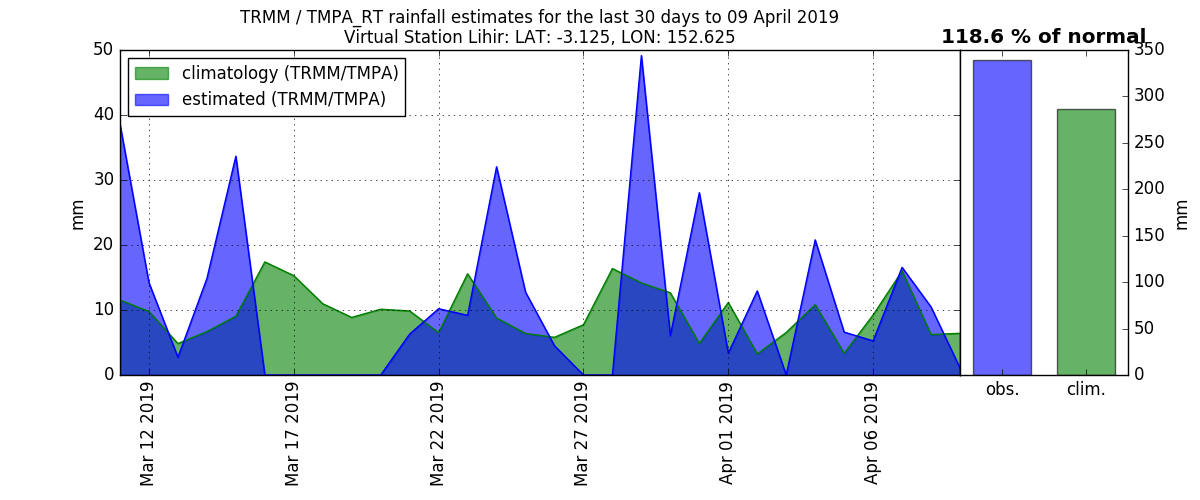 TRMM / TMPA_RT rainfall estimates for the last 30 days to 09 April 2019
Virtual Station Lihir: LAT: -3.125, LON: 152.625
118.6 % of normal
climatology (TRMM/TMPA)
estimated (TRMM/TMPA)
50
40
30
20
10
0
mm
Mar 12 2019
Mar 17 2019
Mar 22 2019
Mar 27 2019
Apr 01 2019
Apr 06 2019
350
300
250
200
150
100
50
0
mm
obs.
clim.